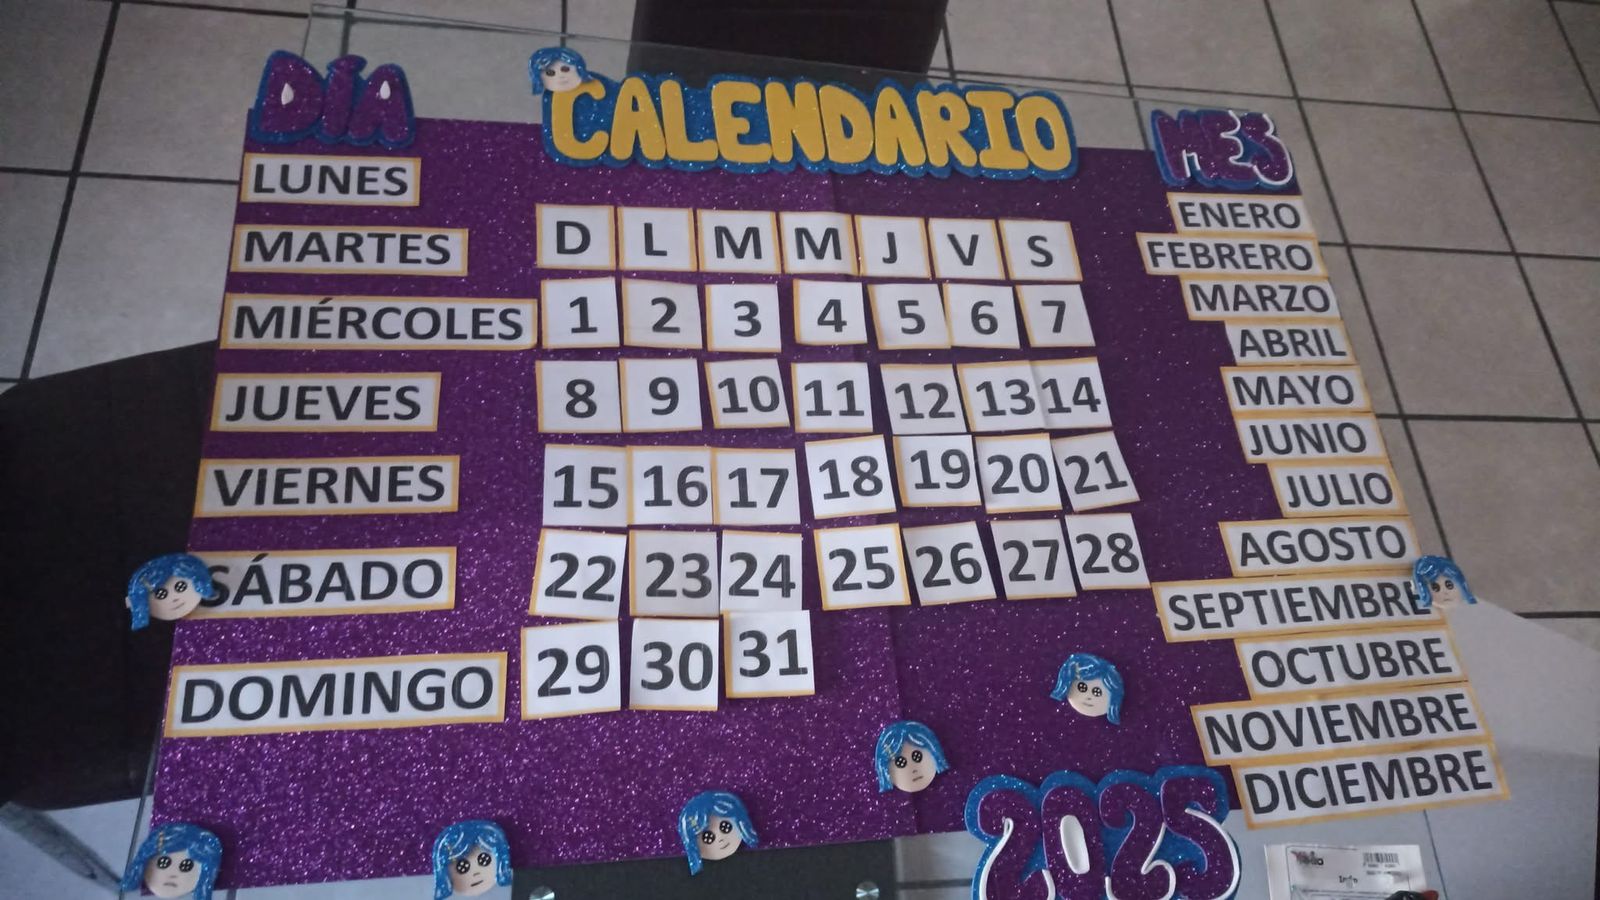 CALENDARIO
DÍA
LUNES
MARTES
MIÉRCOLES
JUEVES
VIERNES
SÁBADO
DOMINGO
D L M M J V S
1 2 3 4 5 6 7
8 9 10 11 12 13 14
15 16 17 18 19 20 21
22 23 24 25 26 27 28
29 30 31
MES
ENERO
FEBRERO
MARZO
ABRIL
MAYO
JUNIO
JULIO
AGOSTO
SEPTIEMBRE
OCTUBRE
NOVIEMBRE
DICIEMBRE
2025